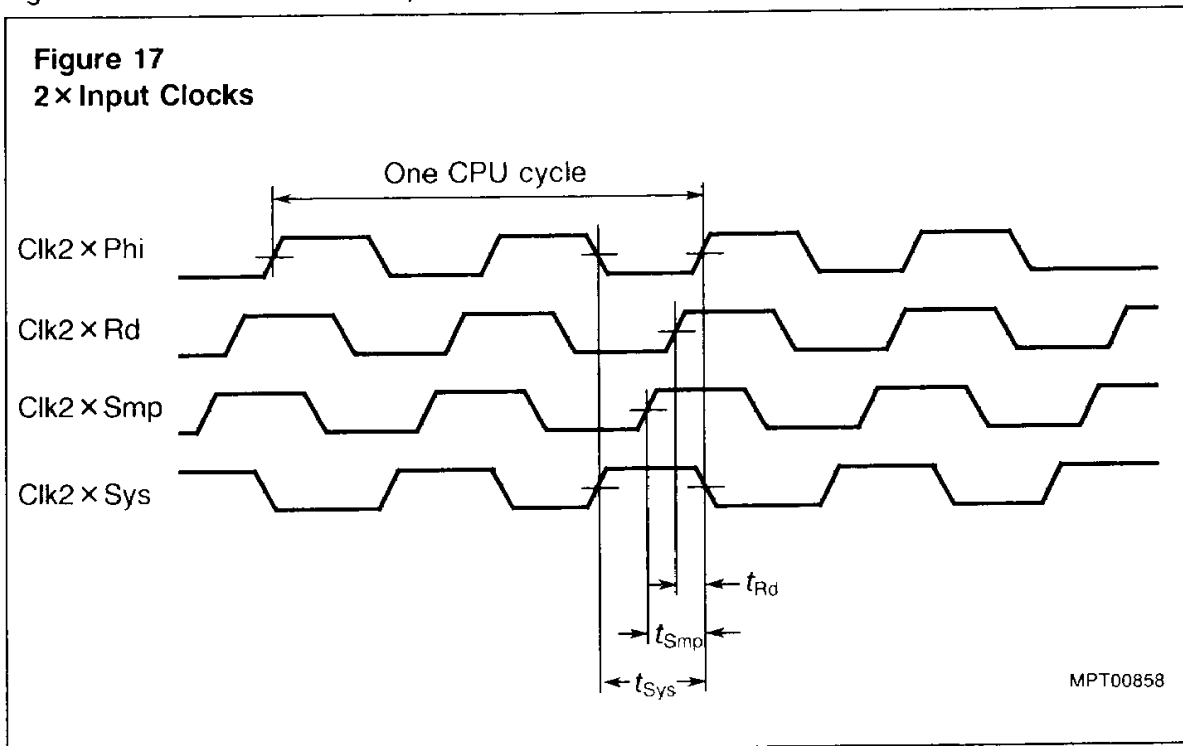 Figure 17
2×Input Clocks
One CPU cycle
Clk2×Phi
Clk2×Rd
Clk2×Smp
Clk2×Sys
tRd
tSmp
tSys
MPT00858